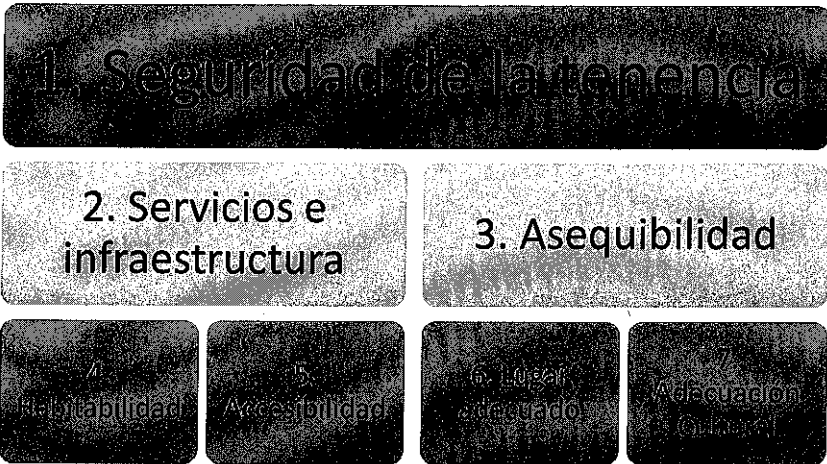 1. Seguridad de la tenencia
2. Servicios e
infraestructura
3. Asequibilidad
4.
Habitabilidad
5.
Accesibilidad
6. Lugar
adecuado
7.
Adecuación
Cultural